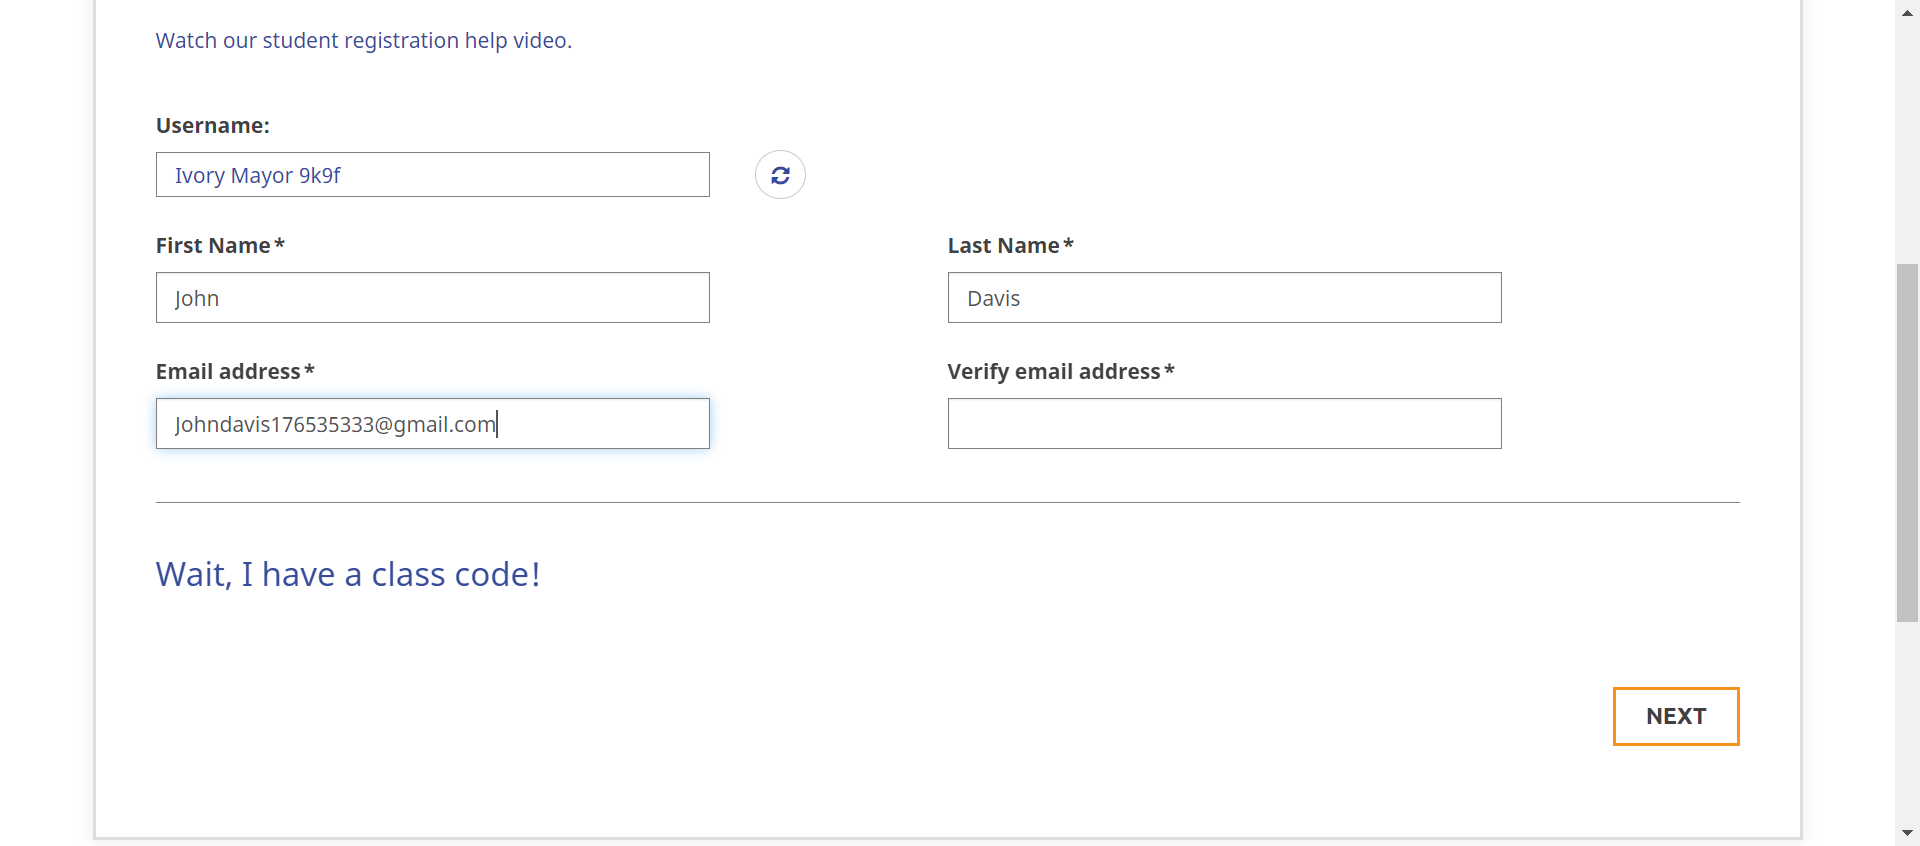 Watch our student registration help video.
Username:
Ivory Mayor 9k9f
First Name*
Last Name*
John
Davis
Email address*
Verify email address*
Johndavis176535333@gmail.com
Wait, I have a class code!
NEXT